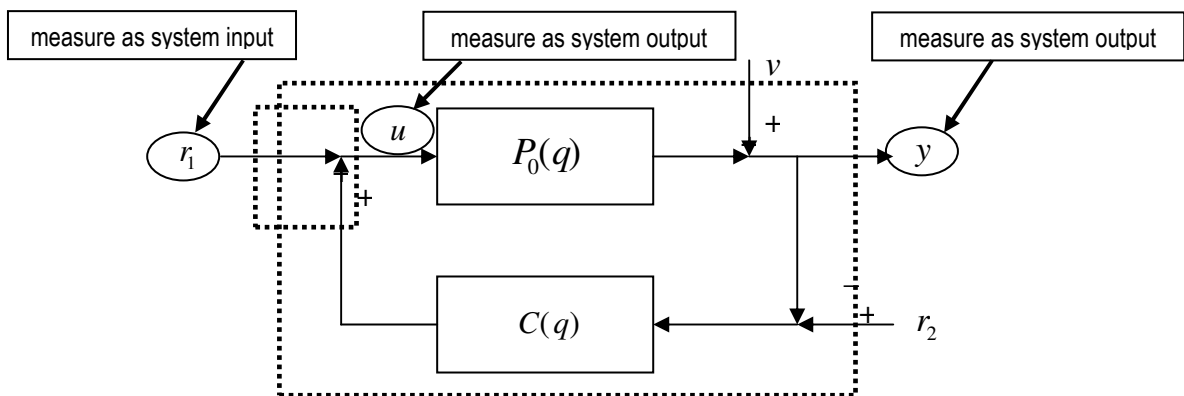 measure as system input
measure as system output
measure as system output
v
+
r₁
u
P₀(q)
y
+
+
C(q)
−
+
r₂